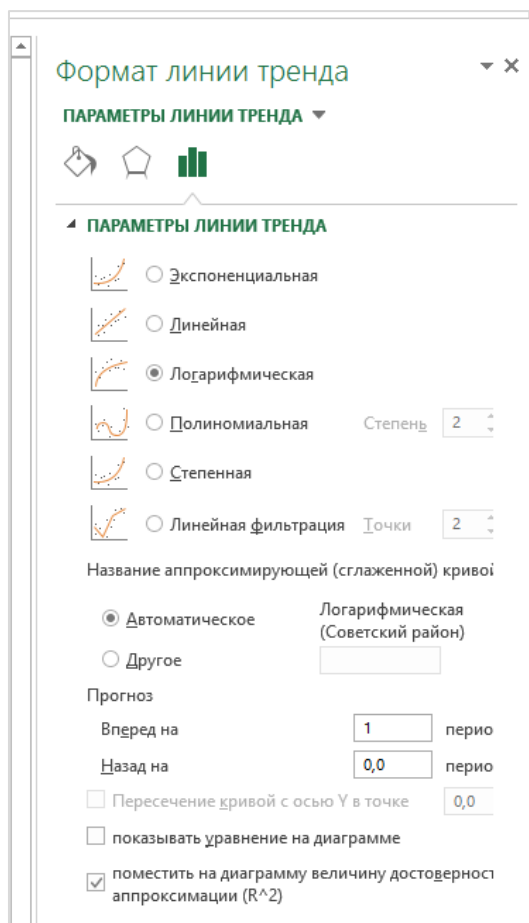 Формат линии тренда
ПАРАМЕТРЫ ЛИНИИ ТРЕНДА
ПАРАМЕТРЫ ЛИНИИ ТРЕНДА
Экспоненциальная
Линейная
Логарифмическая
Полиномиальная Степень 2
Степенная
Линейная фильтрация Точки 2
Название аппроксимирующей (сглаженной) кривой
Автоматическое Логарифмическая
(Советский район)
Другое
Прогноз
Вперед на 1 перио
Назад на 0,0 перио
Пересечение кривой с осью Y в точке 0,0
показывать уравнение на диаграмме
поместить на диаграмму величину достоверност
аппроксимации (R^2)